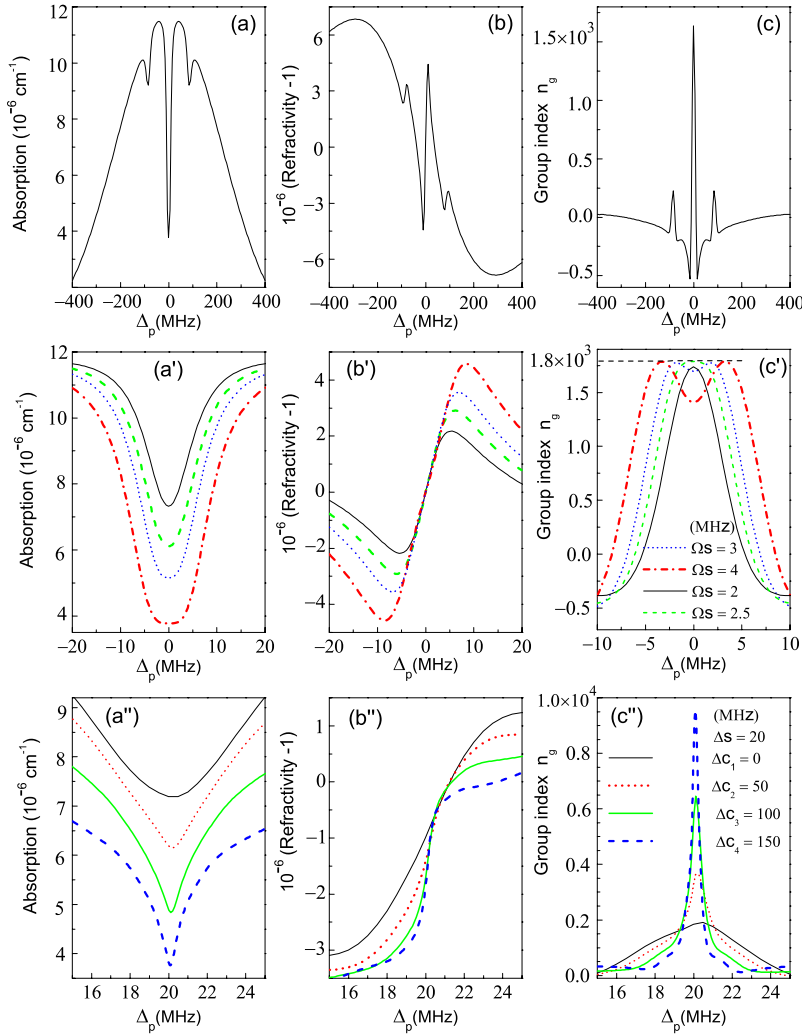 (a)
Absorption (10⁻⁶ cm⁻¹)
12
10
8
6
4
−400 −200 0 200 400
Δp(MHz)
(b)
10⁻⁶ (Refractivity -1)
6
3
0
−3
−6
−400 −200 0 200 400
Δp(MHz)
(c)
Group index ng
1.5×10³
1.0
0.5
0.0
−0.5
−400 −200 0 200 400
Δp(MHz)
(a')
Absorption (10⁻⁶ cm⁻¹)
12
10
8
6
4
−20 −10 0 10 20
Δp(MHz)
(b')
10⁻⁶ (Refractivity -1)
4
2
0
−2
−4
−20 −10 0 10 20
Δp(MHz)
(c')
Group index ng
1.8×10³
1.5
1.0
0.5
0.0
−0.5
(MHz)
Ωs = 3
Ωs = 4
Ωs = 2
Ωs = 2.5
−10 −5 0 5 10
Δp(MHz)
(a'')
Absorption (10⁻⁶ cm⁻¹)
9
8
7
6
5
4
16 18 20 22 24
Δp(MHz)
(b'')
10⁻⁶ (Refractivity -1)
1
0
−1
−2
−3
16 18 20 22 24
Δp(MHz)
(c'')
Group index ng
1.0×10⁴
0.8
0.6
0.4
0.2
0.0
(MHz)
Δs = 20
Δc₁ = 0
Δc₂ = 50
Δc₃ = 100
Δc₄ = 150
16 18 20 22 24
Δp(MHz)